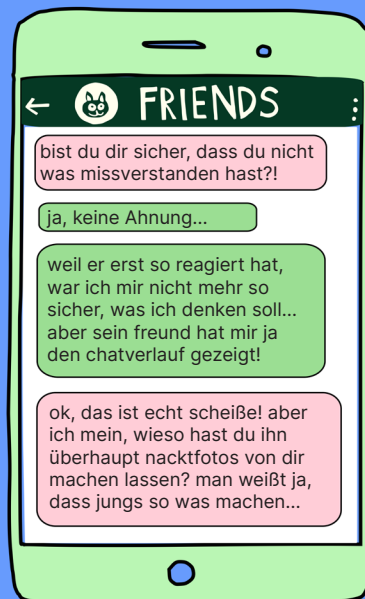 FRIENDS
bist du dir sicher, dass du nicht
was missverstanden hast?!
ja, keine Ahnung...
weil er erst so reagiert hat,
war ich mir nicht mehr so
sicher, was ich denken soll...
aber sein freund hat mir ja
den chatverlauf gezeigt!
ok, das ist echt scheiße! aber
ich mein, wieso hast du ihn
überhaupt nacktfotos von dir
machen lassen? man weißt ja,
dass jungs so was machen...